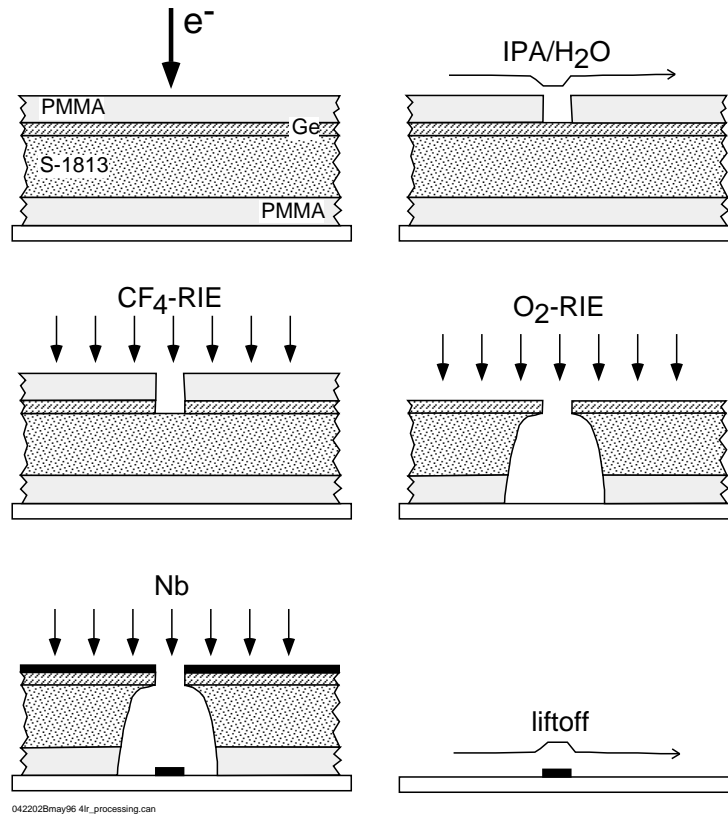 e-
PMMA
Ge
S-1813
PMMA
IPA/H2O
CF4-RIE
O2-RIE
Nb
liftoff
042202Bmay96 4lr_processing.can